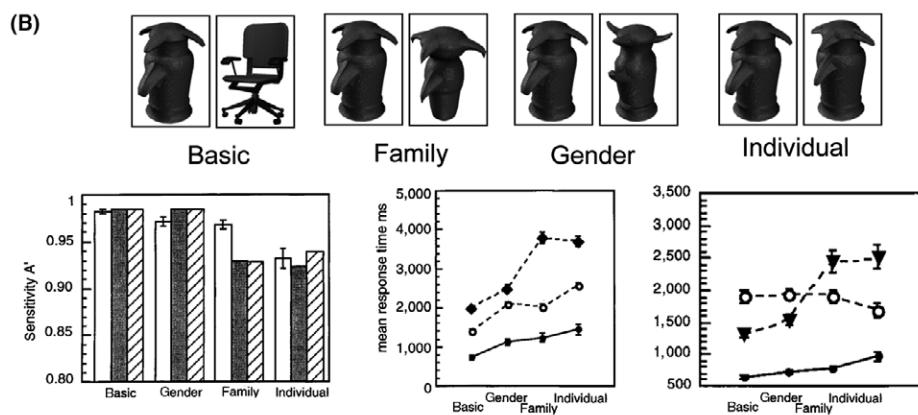 (B)
Basic
Family
Gender
Individual
Sensitivity A'
1
0.95
0.90
0.85
0.80
Basic
Gender
Family
Individual
mean response time ms
5,000
4,000
3,000
2,000
1,000
0
Basic
Gender
Family
Individual
3,500
3,000
2,500
2,000
1,500
1,000
500
Basic
Gender
Family
Individual